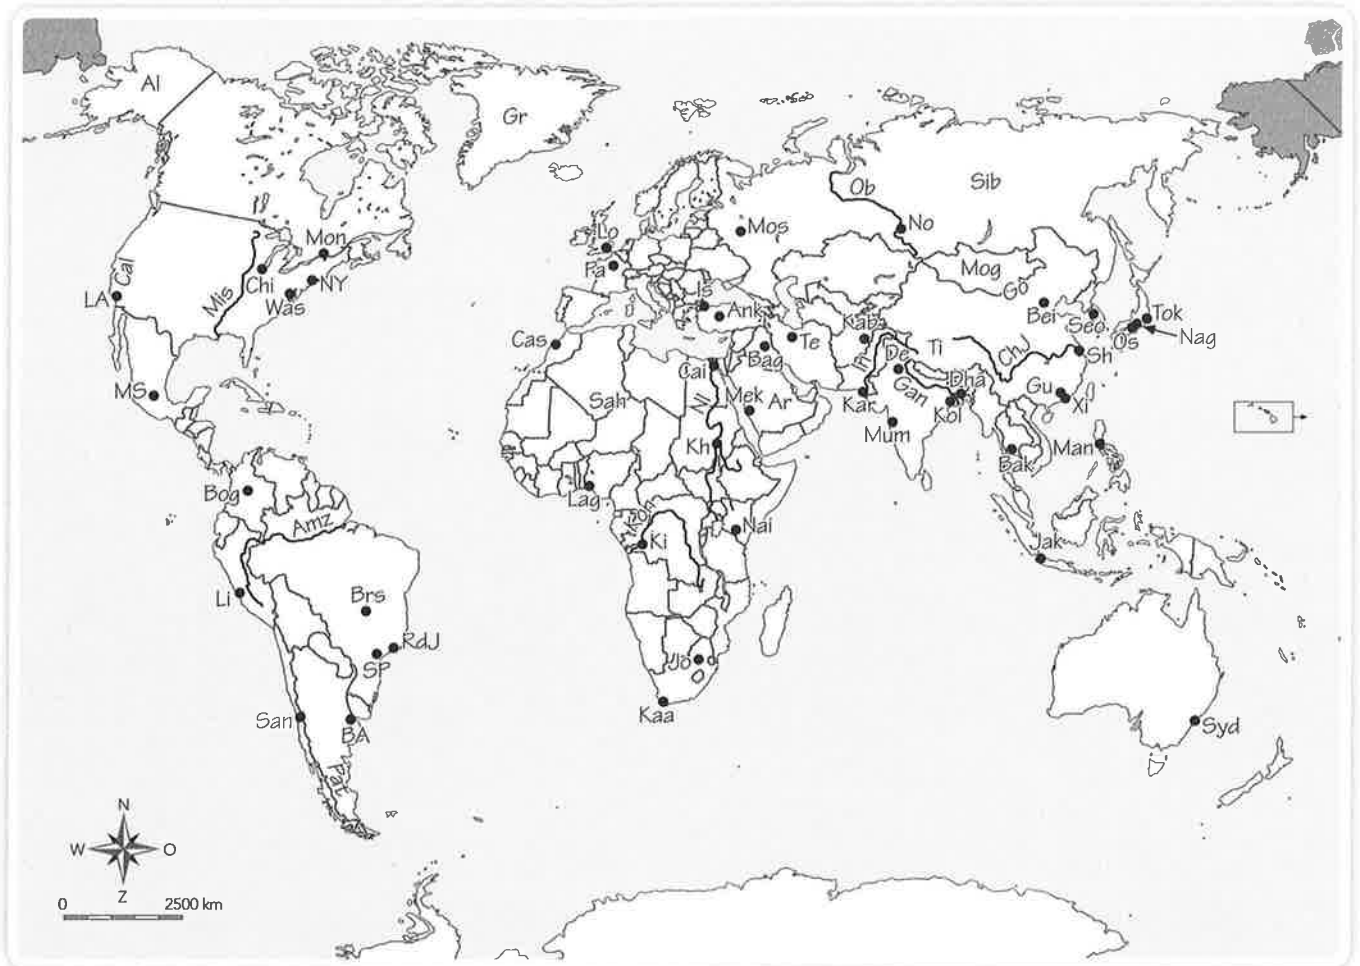 Al
Gr
Ob
Sib
No
Mos
Lo
Mon
Pa
Mog
Cal
Chi
NY
Go
Mis
Was
LA
Is
Ank
Bei
Seo
Tok
Kab
Os
Nag
Cas
Te
Ti
ChJ
Sh
Bag
De
In
Cai
Dha
MS
Sah
Nl
Mek
Ar
Kar
Gan
Kol
Gu
Xi
Mum
Kh
Man
Bak
Bog
Lag
Amz
Kon
Nai
Ki
Jak
Li
Brs
RdJ
SP
Jo
San
BA
Kaa
Syd
Pat
N
W
O
Z
0
2500 km